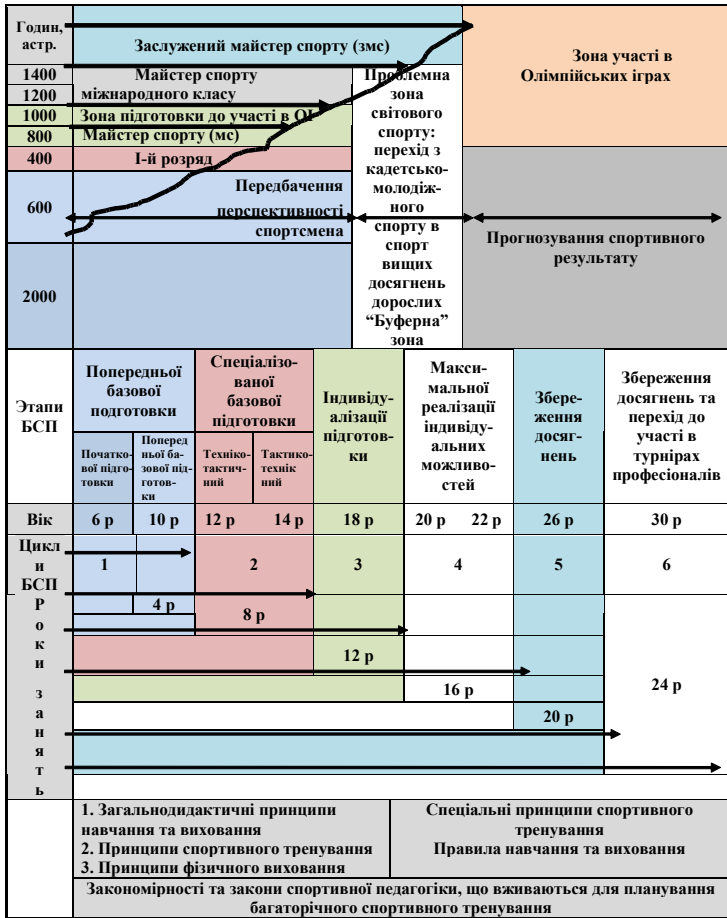 Годин,
астр.
Заслужений майстер спорту (змс)
Зона участі в
Олімпійських іграх
1400
1200
Майстер спорту
міжнародного класу
1000
Зона підготовки до участі в ОІ
800
Майстер спорту (мс)
400
І-й розряд
600
Передбачення
перспективності
спортсмена
2000
Проблемна
зона
світового
спорту:
перехід з
кадетсько-
молодіж-
ного
спорту в
спорт
вищих
досягнень
дорослих
“Буферна”
зона
Прогнозування спортивного
результату
Этапи
БСП
Попередньої
базової
подготовки
Початко-
вої підго-
товки
Поперед
ньої ба-
зової під-
готов-
ки
Спеціалізо-
ваної
базової
підготовки
Техніко-
тактич-
ний
Тактико-
технік
ний
Індивіду-
алізації
підготов-
ки
Макси-
мальної
реалізації
індивіду-
альних
можливо-
стей
Збере-
ження
досяг-
нень
Збереження
досягнень та
перехід до
участі в
турнірах
професіоналів
Вік
6 р
10 р
12 р
14 р
18 р
20 р
22 р
26 р
30 р
Цикл
и
БСП
1
2
3
4
5
6
Р
о
к
и
з
а
н
я
т
ь
4 р
8 р
12 р
16 р
20 р
24 р
1. Загальнодидактичні принципи
навчання та виховання
2. Принципи спортивного тренування
3. Принципи фізичного виховання
Спеціальні принципи спортивного
тренування
Правила навчання та виховання
Закономірності та закони спортивної педагогіки, що вживаються для планування
багаторічного спортивного тренування